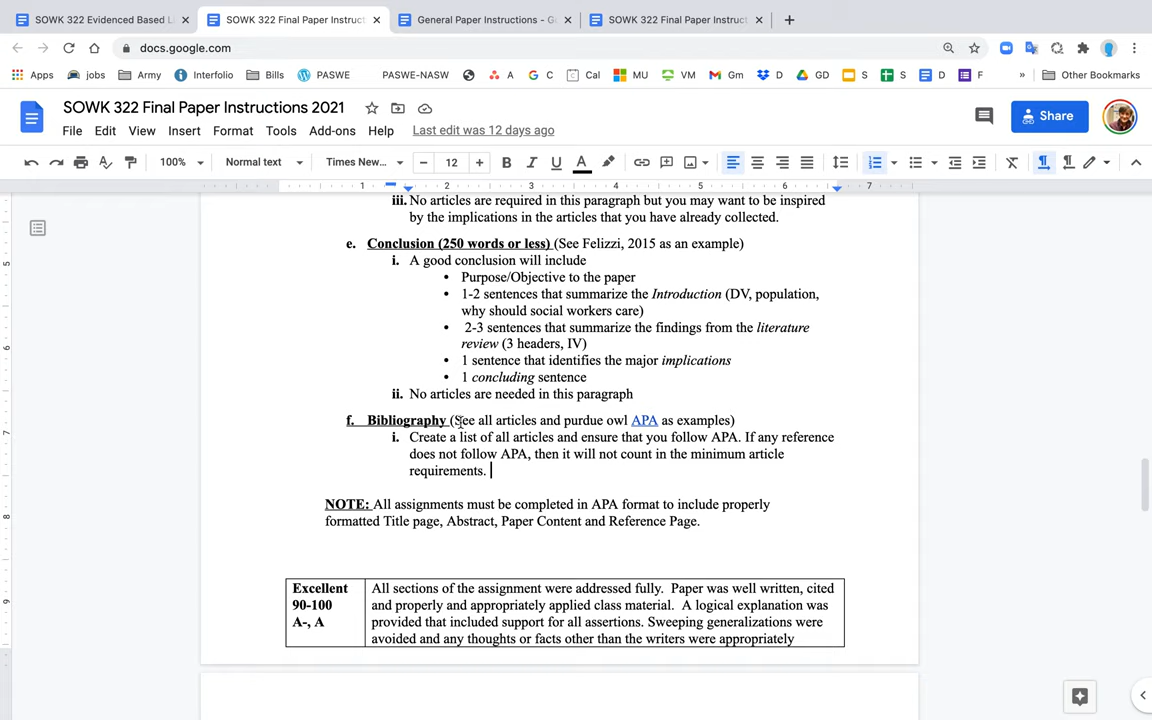 SOWK 322 Evidenced Based Li
SOWK 322 Final Paper Instruct
General Paper Instructions - G
SOWK 322 Final Paper Instruct
docs.google.com
Apps jobs Army Interfolio Bills PASWE PASWE-NASW A C Cal MU VM Gm D GD S S D F » Other Bookmarks
SOWK 322 Final Paper Instructions 2021
Share
File Edit View Insert Format Tools Add-ons Help Last edit was 12 days ago
100% Normal text Times New... − 12 + B I U A
1 2 3 4 5 6 7
iii. No articles are required in this paragraph but you may want to be inspired
by the implications in the articles that you have already collected.
e. Conclusion (250 words or less) (See Felizzi, 2015 as an example)
i. A good conclusion will include
• Purpose/Objective to the paper
• 1-2 sentences that summarize the Introduction (DV, population,
why should social workers care)
• 2-3 sentences that summarize the findings from the literature
review (3 headers, IV)
• 1 sentence that identifies the major implications
• 1 concluding sentence
ii. No articles are needed in this paragraph
f. Bibliography (See all articles and purdue owl APA as examples)
i. Create a list of all articles and ensure that you follow APA. If any reference
does not follow APA, then it will not count in the minimum article
requirements.
NOTE: All assignments must be completed in APA format to include properly
formatted Title page, Abstract, Paper Content and Reference Page.
Excellent
90-100
A-, A
All sections of the assignment were addressed fully. Paper was well written, cited
and properly and appropriately applied class material. A logical explanation was
provided that included support for all assertions. Sweeping generalizations were
avoided and any thoughts or facts other than the writers were appropriately
5
6
7
8
9